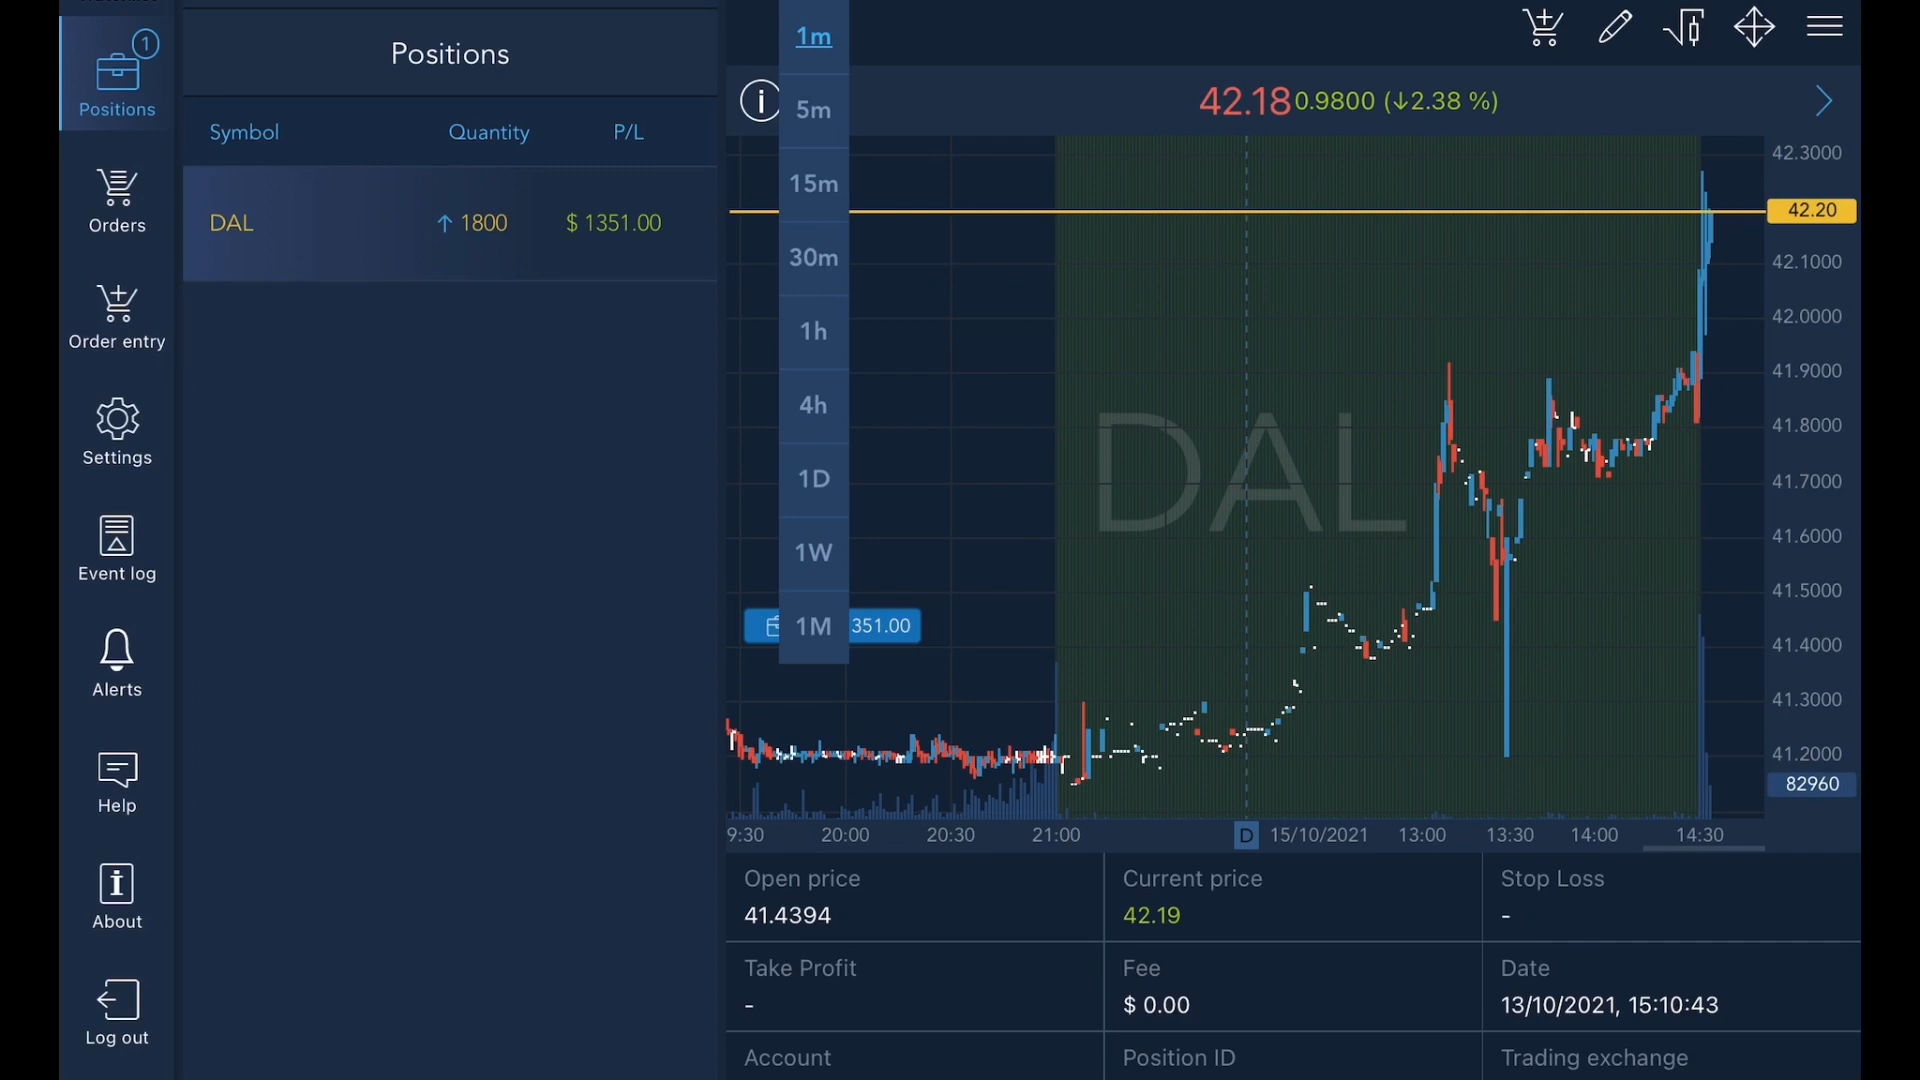 1
Positions
Orders
Order entry
Settings
Event log
Alerts
Help
About
Log out
Positions
Symbol Quantity P/L
DAL ↑ 1800 $ 1351.00
1m
5m
15m
30m
1h
4h
1D
1W
1M
351.00
42.18 0.9800 (↓2.38 %)
DAL
42.3000
42.20
42.1000
42.0000
41.9000
41.8000
41.7000
41.6000
41.5000
41.4000
41.3000
41.2000
82960
9:30 20:00 20:30 21:00 D 15/10/2021 13:00 13:30 14:00 14:30
Open price Current price Stop Loss
41.4394 42.19 -
Take Profit Fee Date
- $ 0.00 13/10/2021, 15:10:43
Account Position ID Trading exchange